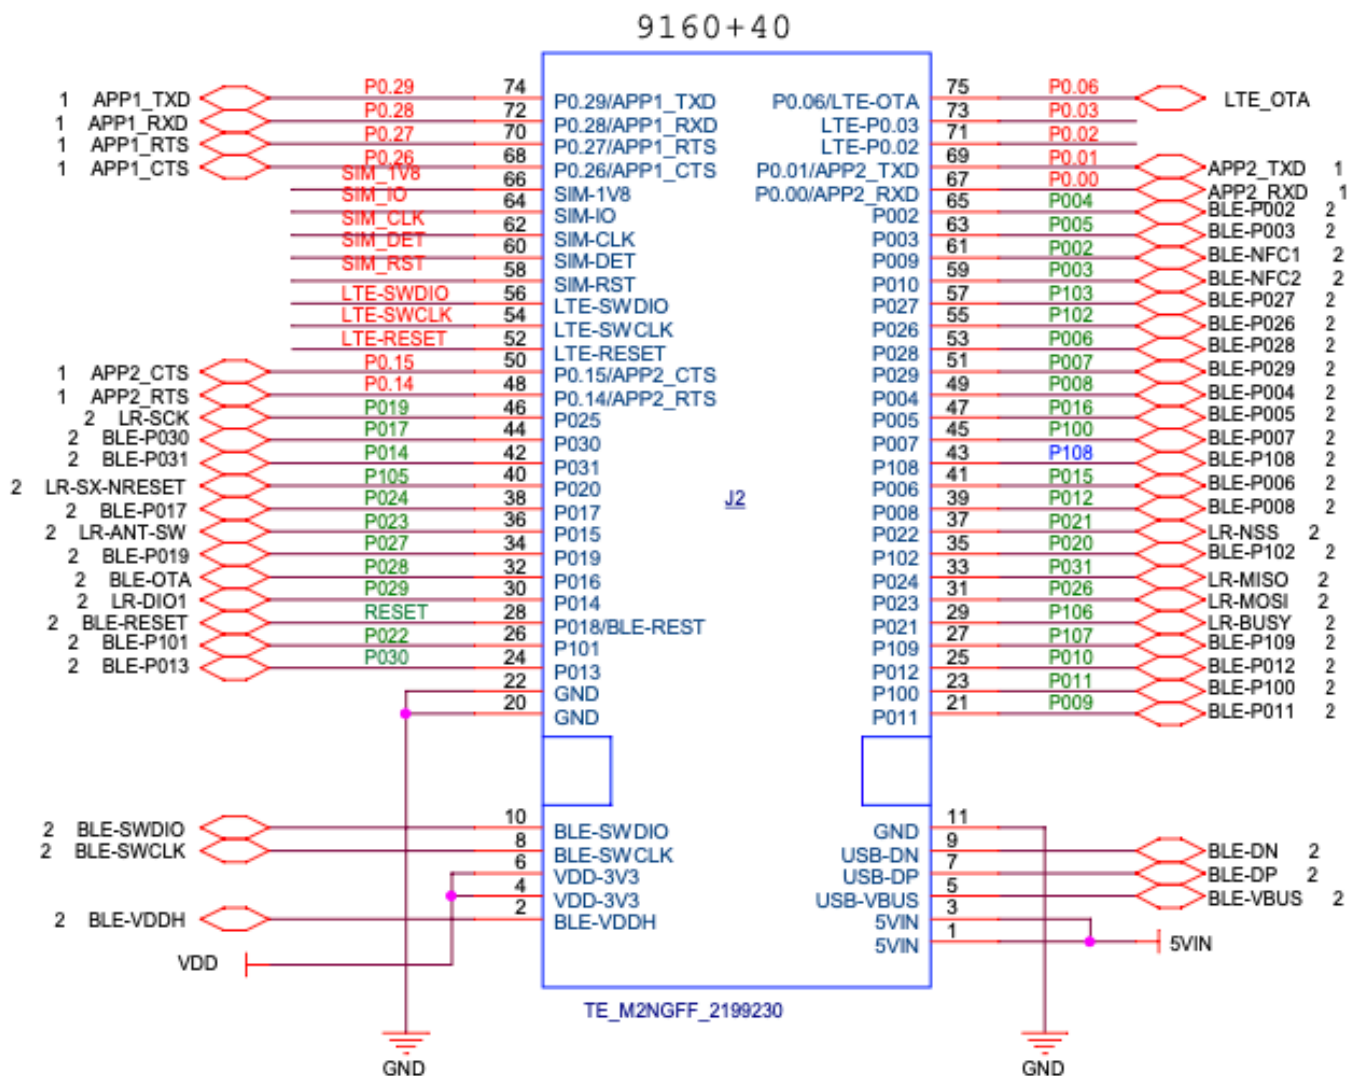 9160+40
1 APP1_TXD P0.29 74 P0.29/APP1_TXD P0.06/LTE-OTA 75 P0.06 LTE_OTA
1 APP1_RXD P0.28 72 P0.28/APP1_RXD LTE-P0.03 73 P0.03
1 APP1_RTS P0.27 70 P0.27/APP1_RTS LTE-P0.02 71 P0.02
1 APP1_CTS P0.26 68 P0.26/APP1_CTS P0.01/APP2_TXD 69 P0.01 APP2_TXD 1
SIM_1V8 66 SIM-1V8 P0.00/APP2_RXD 67 P0.00 APP2_RXD 1
SIM_IO 64 SIM-IO P002 65 P004 BLE-P002 2
SIM_CLK 62 SIM-CLK P003 63 P005 BLE-P003 2
SIM_DET 60 SIM-DET P009 61 P002 BLE-NFC1 2
SIM_RST 58 SIM-RST P010 59 P003 BLE-NFC2 2
LTE-SWDIO 56 LTE-SWDIO P027 57 P103 BLE-P027 2
LTE-SWCLK 54 LTE-SWCLK P026 55 P102 BLE-P026 2
LTE-RESET 52 LTE-RESET P028 53 P006 BLE-P028 2
1 APP2_CTS P0.15 50 P0.15/APP2_CTS P029 51 P007 BLE-P029 2
1 APP2_RTS P0.14 48 P0.14/APP2_RTS P004 49 P008 BLE-P004 2
2 LR-SCK P019 46 P025 P005 47 P016 BLE-P005 2
2 BLE-P030 P017 44 P030 P007 45 P100 BLE-P007 2
2 BLE-P031 P014 42 P031 P108 43 P108 BLE-P108 2
2 LR-SX-NRESET P105 40 P020 P006 41 P015 BLE-P006 2
2 BLE-P017 P024 38 P017 P008 39 P012 BLE-P008 2
2 LR-ANT-SW P023 36 P015 P022 37 P021 LR-NSS 2
2 BLE-P019 P027 34 P019 P102 35 P020 BLE-P102 2
2 BLE-OTA P028 32 P016 P024 33 P031 LR-MISO 2
2 LR-DIO1 P029 30 P014 P023 31 P026 LR-MOSI 2
2 BLE-RESET RESET 28 P018/BLE-REST P021 29 P106 LR-BUSY 2
2 BLE-P101 P022 26 P101 P109 27 P107 BLE-P109 2
2 BLE-P013 P030 24 P013 P012 25 P010 BLE-P012 2
22 GND P100 23 P011 BLE-P100 2
20 GND P011 21 P009 BLE-P011 2
J2
2 BLE-SWDIO 10 BLE-SWDIO GND 11
2 BLE-SWCLK 8 BLE-SWCLK USB-DN 9 BLE-DN 2
6 VDD-3V3 USB-DP 7 BLE-DP 2
4 VDD-3V3 USB-VBUS 5 BLE-VBUS 2
2 BLE-VDDH 2 BLE-VDDH 5VIN 3
5VIN 1 5VIN
VDD
TE_M2NGFF_2199230
GND GND